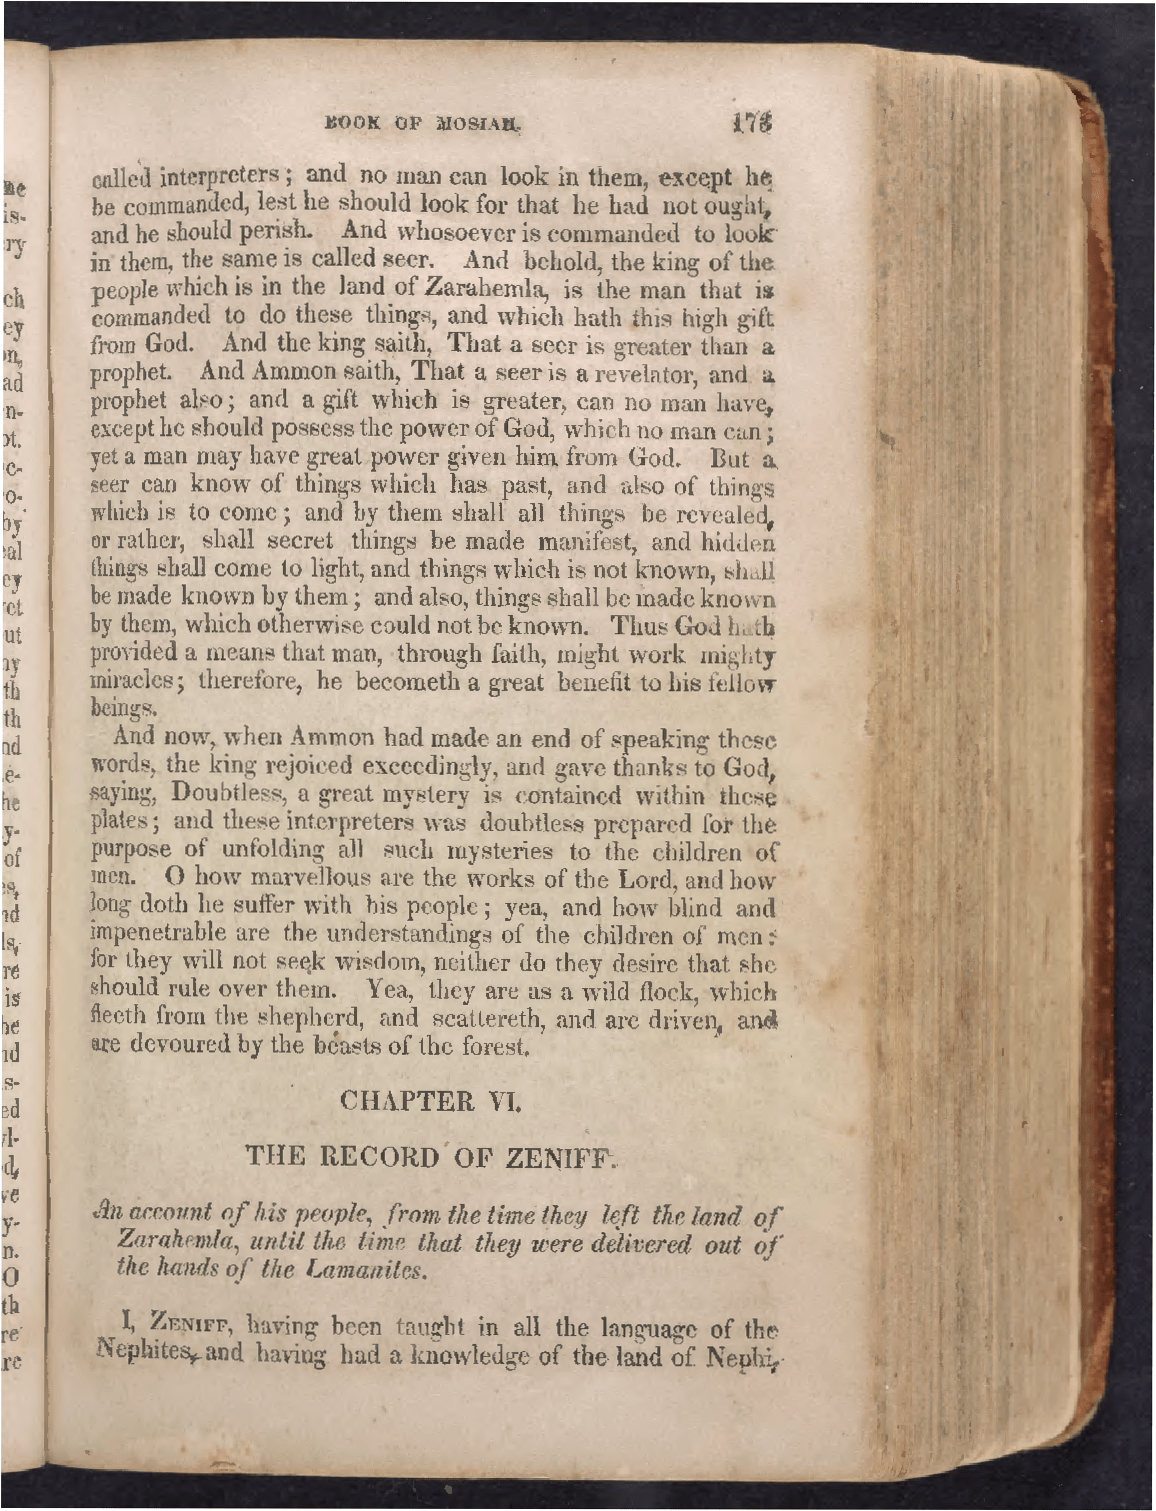 BOOK OF MOSIAH. 173
called interpreters; and no man can look in them, except he
be commanded, lest he should look for that he had not ought,
and he should perish. And whosoever is commanded to look
in them, the same is called seer. And behold, the king of the
people which is in the land of Zarahemla, is the man that is
commanded to do these things, and which hath this high gift
from God. And the king saith, That a seer is greater than a
prophet. And Ammon saith, That a seer is a revelator, and a
prophet also; and a gift which is greater, can no man have,
except he should possess the power of God, which no man can;
yet a man may have great power given him from God. But a
seer can know of things which has past, and also of things
which is to come; and by them shall all things be revealed,
or rather, shall secret things be made manifest, and hidden
things shall come to light, and things which is not known, shall
be made known by them; and also, things shall be made known
by them, which otherwise could not be known. Thus God hath
provided a means that man, through faith, might work mighty
miracles; therefore, he becometh a great benefit to his fellow
beings.
And now, when Ammon had made an end of speaking these
words, the king rejoiced exceedingly, and gave thanks to God,
saying, Doubtless, a great mystery is contained within these
plates; and these interpreters was doubtless prepared for the
purpose of unfolding all such mysteries to the children of
men. O how marvellous are the works of the Lord, and how
long doth he suffer with his people; yea, and how blind and
impenetrable are the understandings of the children of men:
for they will not seek wisdom, neither do they desire that she
should rule over them. Yea, they are as a wild flock, which
fleeth from the shepherd, and scattereth, and are driven, and
are devoured by the beasts of the forest.
CHAPTER VI.
THE RECORD OF ZENIFF.
An account of his people, from the time they left the land of
Zarahemla, until the time that they were delivered out of
the hands of the Lamanites.
I, ZENIFF, having been taught in all the language of the
Nephites, and having had a knowledge of the land of Nephi,